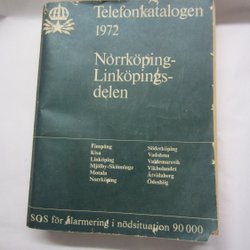 Telefonkatalogen
1972
Norrköping-
Linköpings-
delen
Finspång
Kisa
Linköping
Mjölby-Skänninge
Motala
Norrköping
Söderköping
Vadstena
Valdemarsvik
Vikbolandet
Åtvidaberg
Ödeshög
SOS för alarmering i nödsituation 90 000